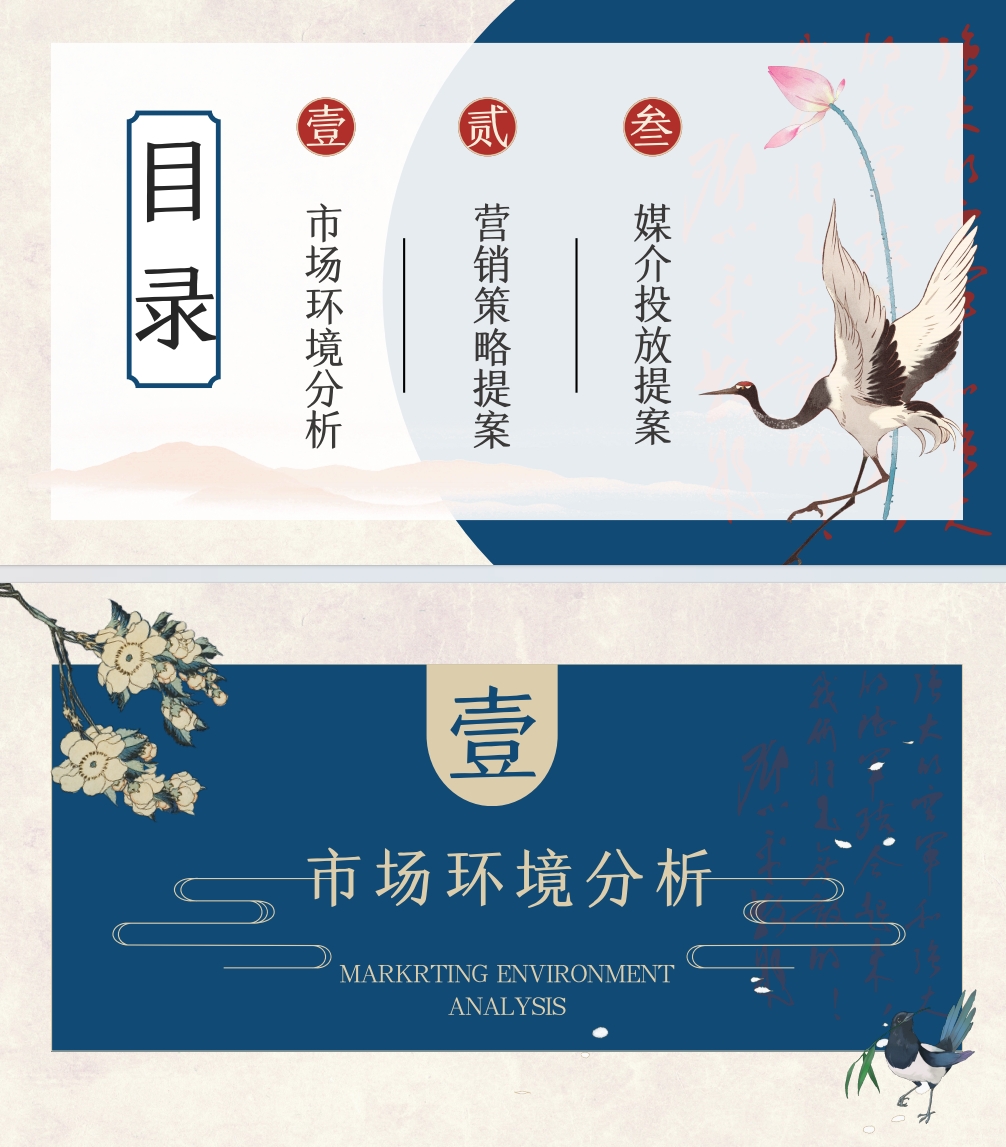 目录
壹
市场环境分析
贰
营销策略提案
叁
媒介投放提案
壹
市场环境分析
MARKRTING ENVIRONMENT
ANALYSIS